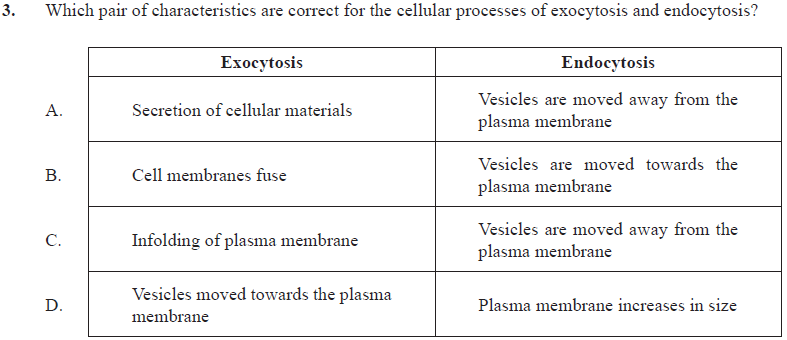 3. Which pair of characteristics are correct for the cellular processes of exocytosis and endocytosis?
Exocytosis Endocytosis
A. Secretion of cellular materials Vesicles are moved away from the
plasma membrane
B. Cell membranes fuse Vesicles are moved towards the
plasma membrane
C. Infolding of plasma membrane Vesicles are moved away from the
plasma membrane
D. Vesicles moved towards the plasma
membrane Plasma membrane increases in size